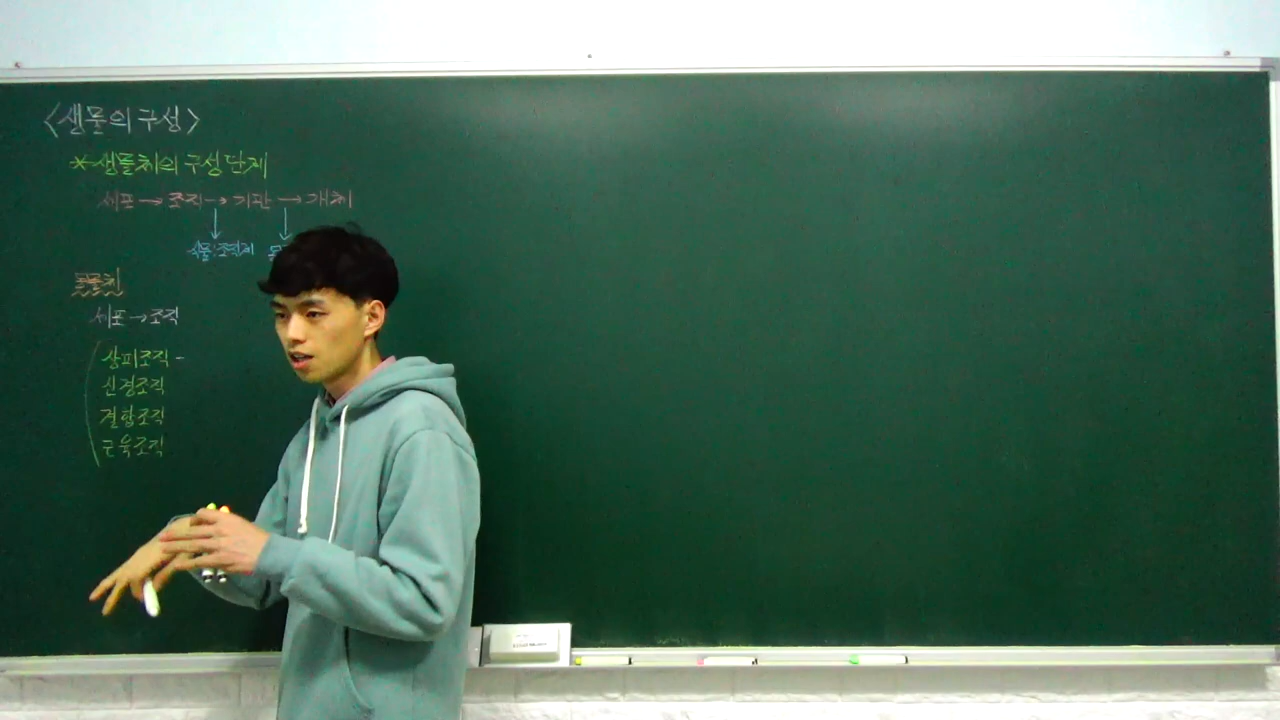 <생물의 구성>
*생물체의 구성단계
세포 → 조직 → 기관 → 개체
↓ ↓
식물:조직계
동물체
세포 → 조직
상피조직 -
신경조직
결합조직
근육조직